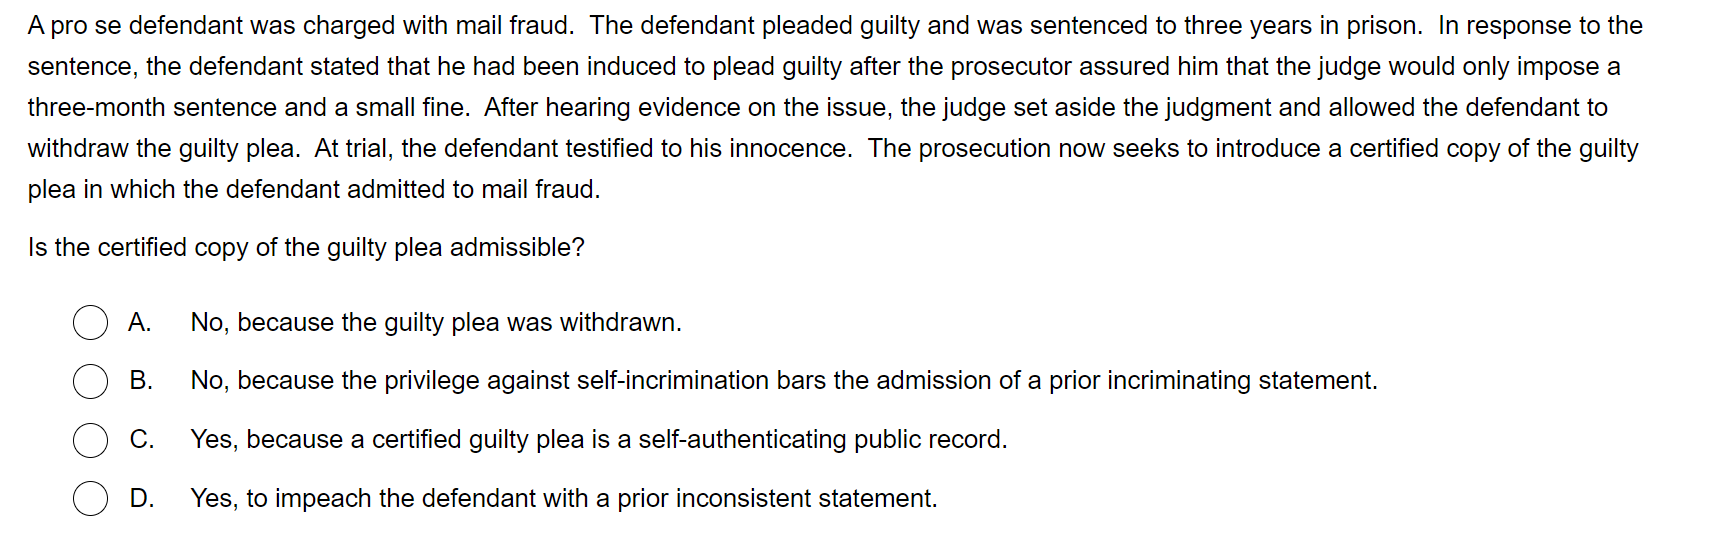 A pro se defendant was charged with mail fraud.  The defendant pleaded guilty and was sentenced to three years in prison.  In response to the
sentence, the defendant stated that he had been induced to plead guilty after the prosecutor assured him that the judge would only impose a
three-month sentence and a small fine.  After hearing evidence on the issue, the judge set aside the judgment and allowed the defendant to
withdraw the guilty plea.  At trial, the defendant testified to his innocence.  The prosecution now seeks to introduce a certified copy of the guilty
plea in which the defendant admitted to mail fraud.
Is the certified copy of the guilty plea admissible?
A. No, because the guilty plea was withdrawn.
B. No, because the privilege against self-incrimination bars the admission of a prior incriminating statement.
C. Yes, because a certified guilty plea is a self-authenticating public record.
D. Yes, to impeach the defendant with a prior inconsistent statement.